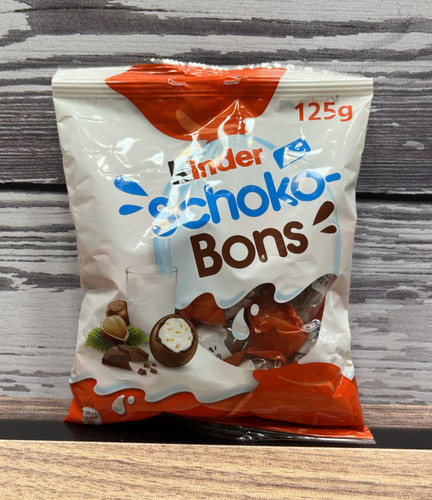 125g
kinder
schoko-
Bons